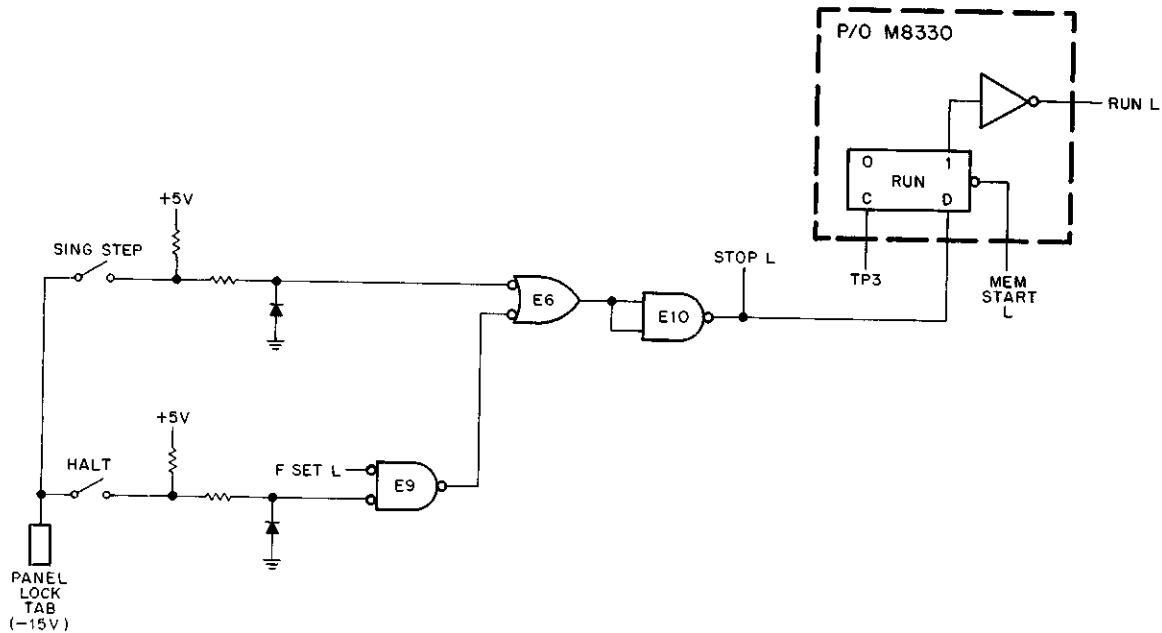 P/O M8330
RUN L
0 1
RUN
C D
+5V
SING STEP
STOP L
TP3
MEM
START
L
E6
E10
+5V
HALT
F SET L
E9
PANEL
LOCK
TAB
(-15V)